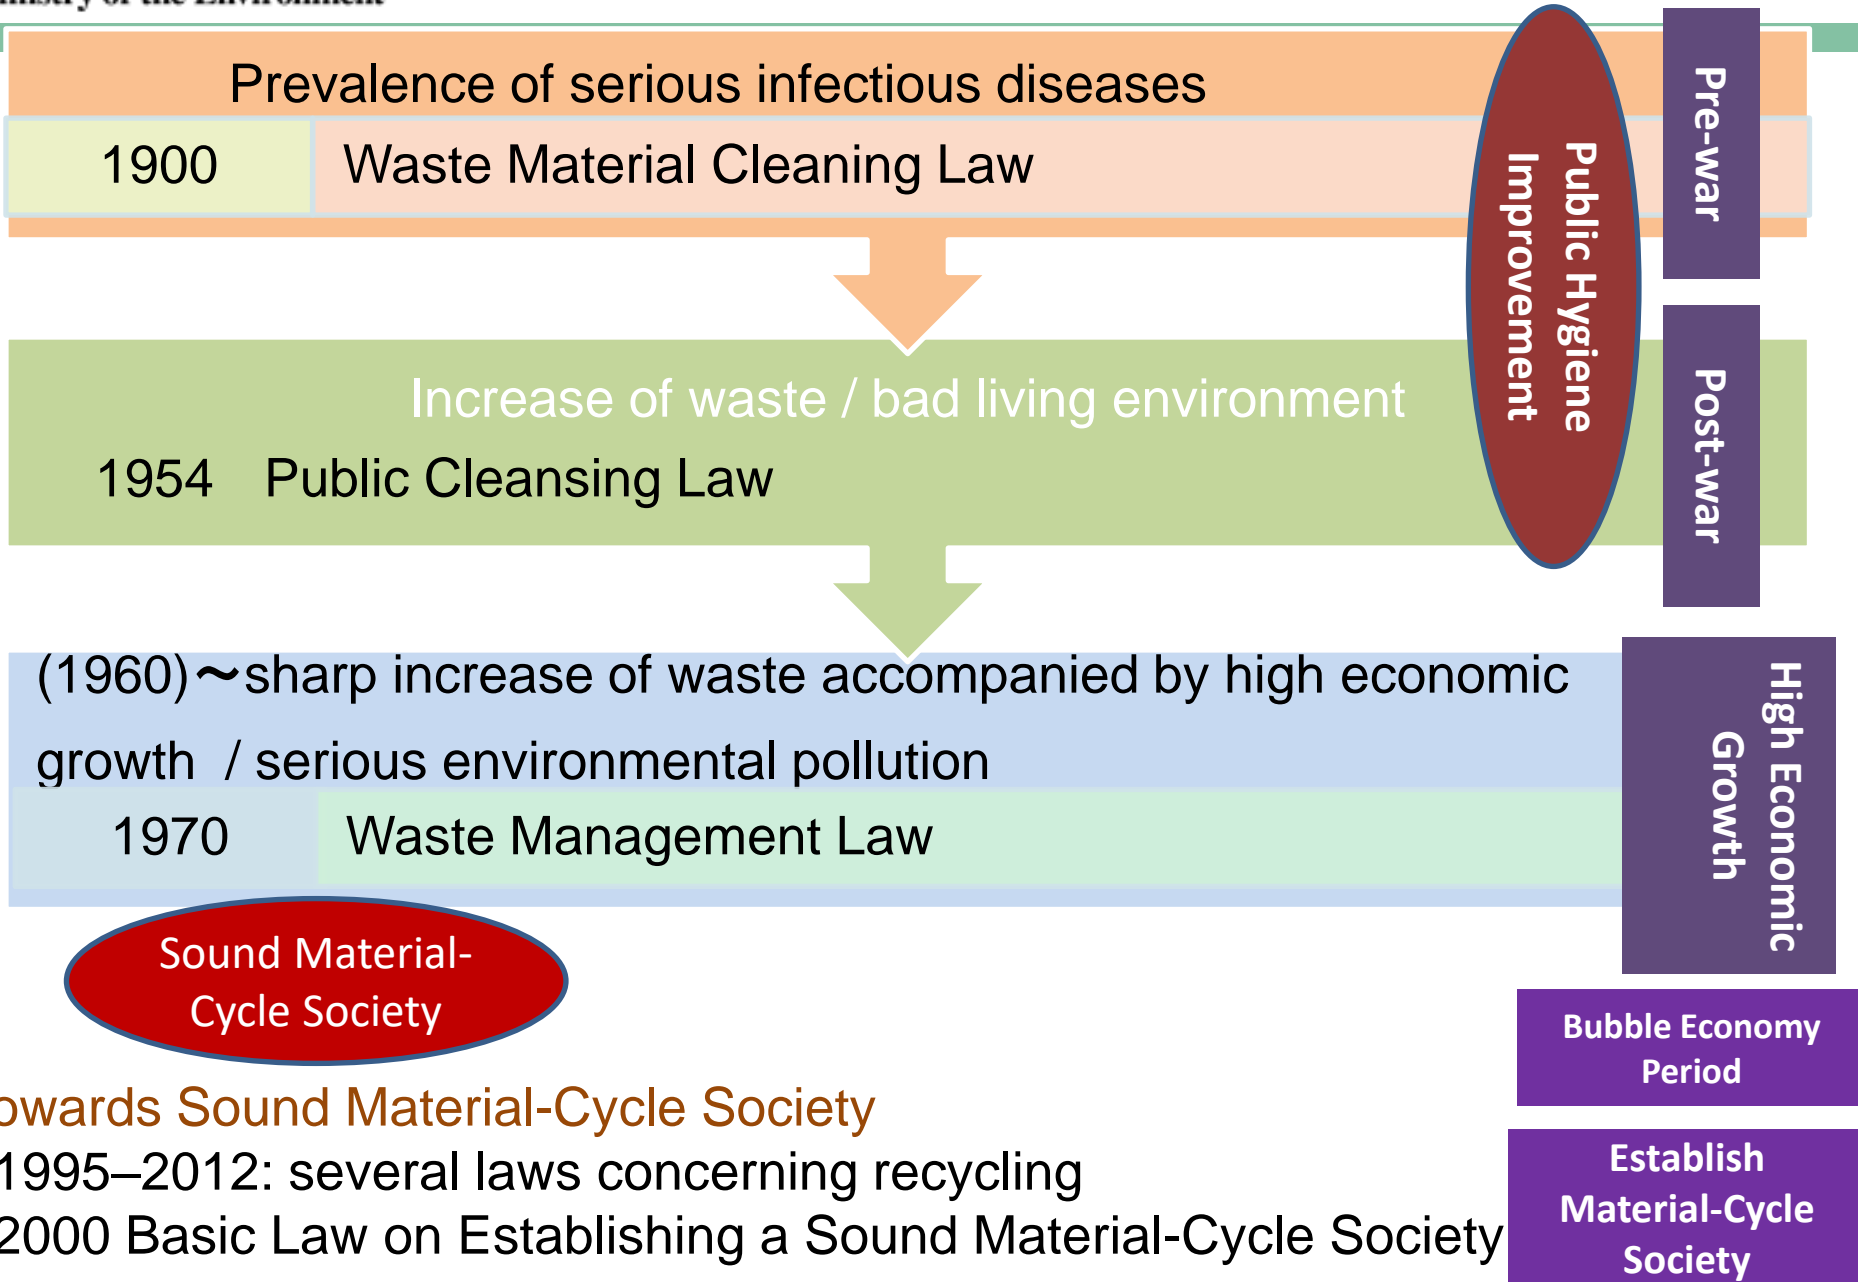 of the Environment
Prevalence of serious infectious diseases
1900 Waste Material Cleaning Law
Public Hygiene
Improvement
Pre-war
Increase of waste / bad living environment
1954 Public Cleansing Law
Post-war
(1960)～sharp increase of waste accompanied by high economic
growth / serious environmental pollution
1970 Waste Management Law
High Economic
Growth
Sound Material-
Cycle Society
Bubble Economy
Period
owards Sound Material-Cycle Society
1995–2012: several laws concerning recycling
2000 Basic Law on Establishing a Sound Material-Cycle Society
Establish
Material-Cycle
Society